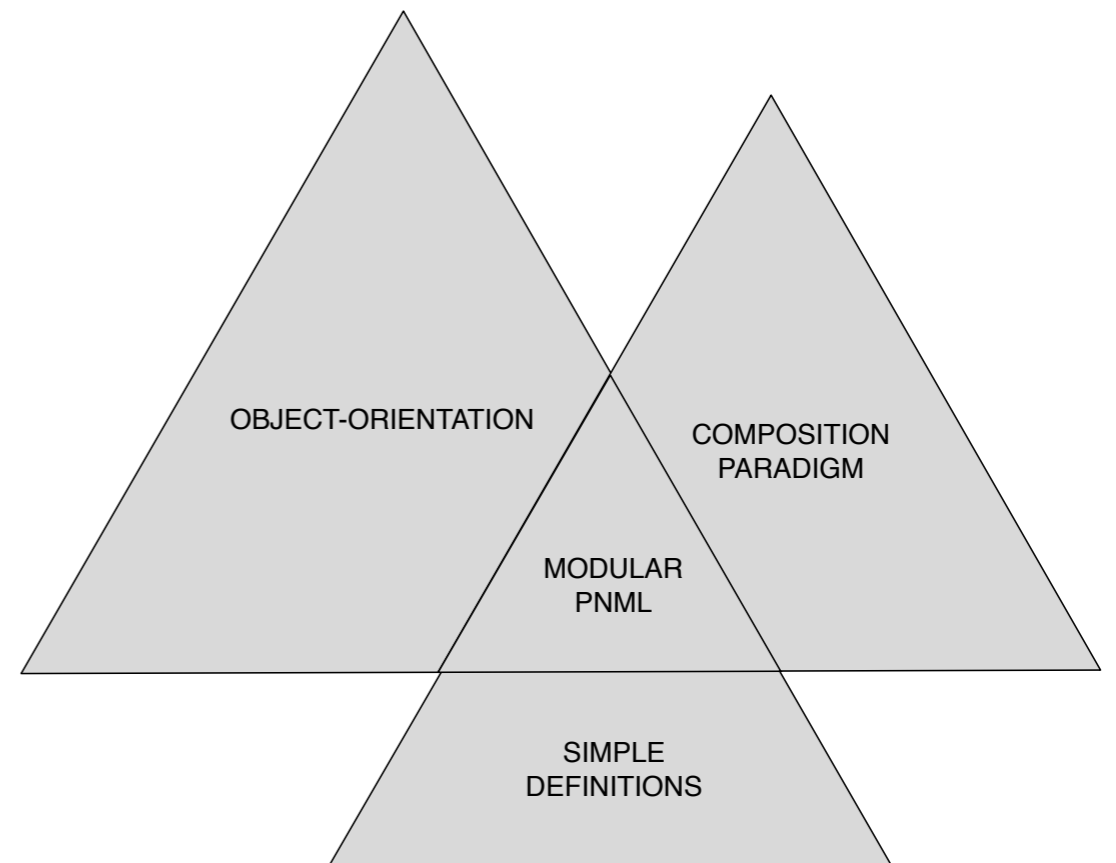 OBJECT-ORIENTATION
COMPOSITION
PARADIGM
MODULAR
PNML
SIMPLE
DEFINITIONS